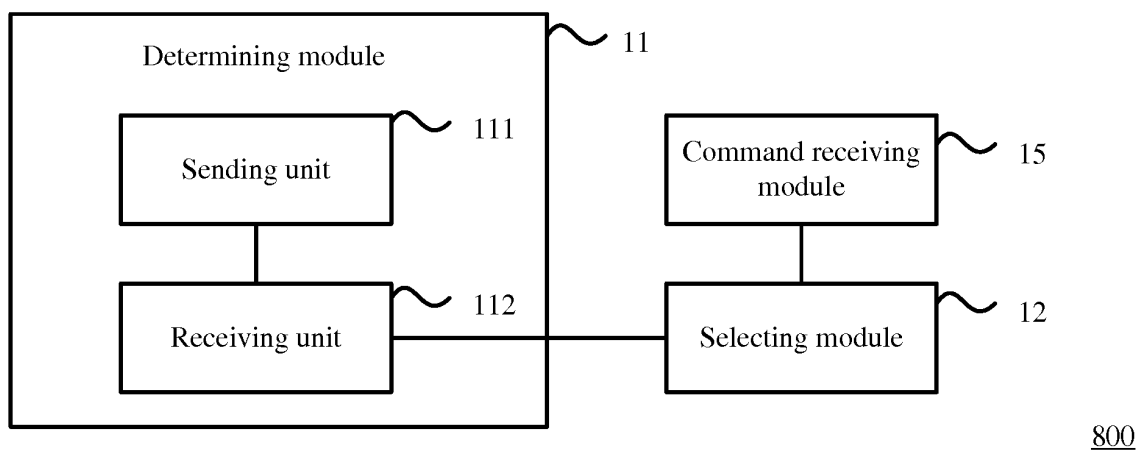 Determining module
11
Sending unit
111
Receiving unit
112
Command receiving
module
15
Selecting module
12
800